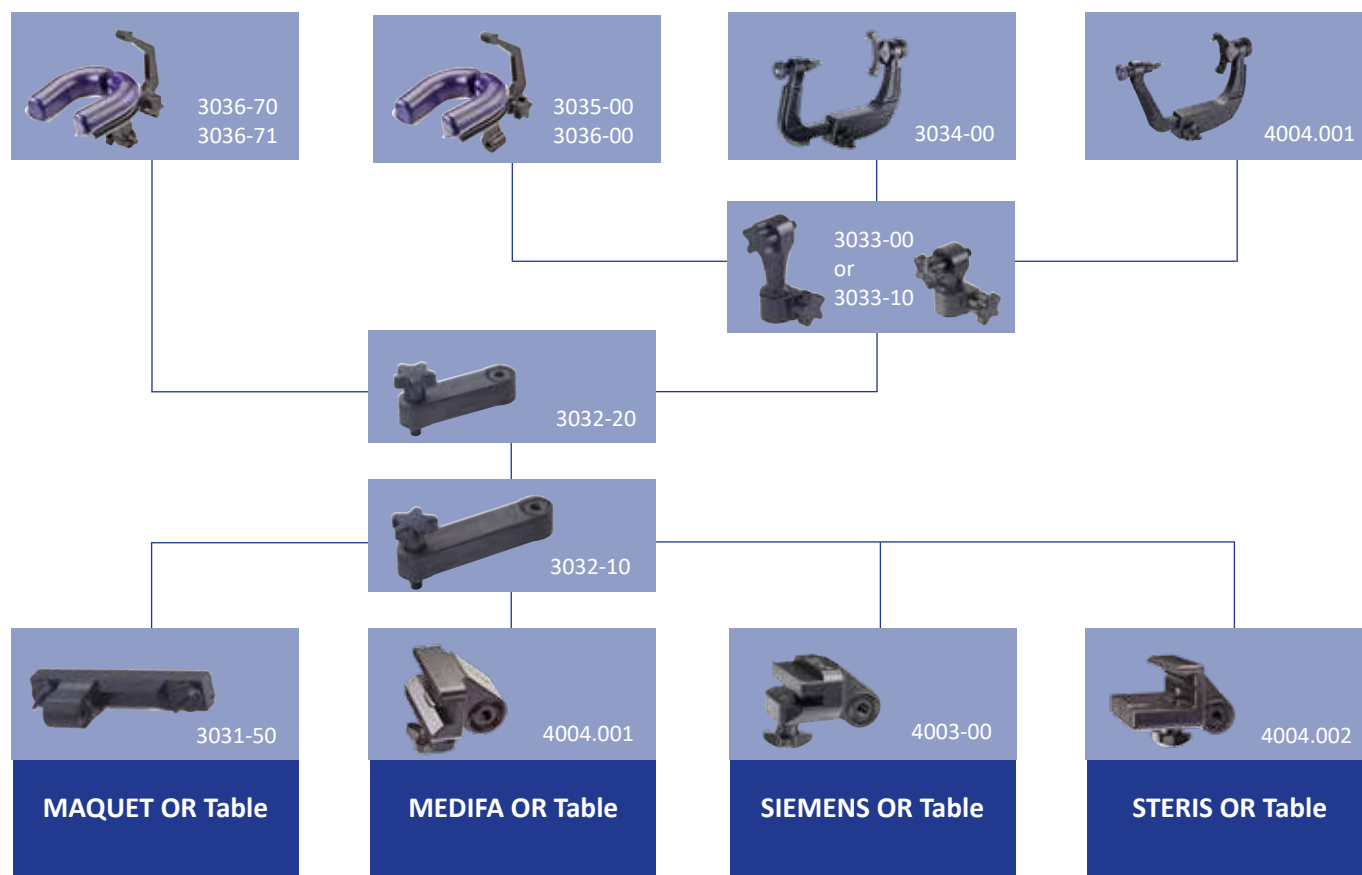 3036-70
3036-71
3035-00
3036-00
3034-00
4004.001
3033-00
or
3033-10
3032-20
3032-10
3031-50
4004.001
4003-00
4004.002
MAQUET OR Table
MEDIFA OR Table
SIEMENS OR Table
STERIS OR Table